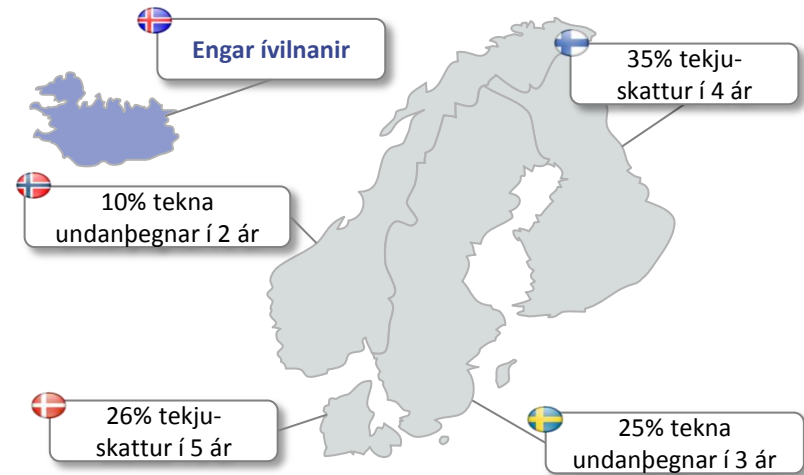 Engar ívilnanir
35% tekju-
skattur í 4 ár
10% tekna
undanþegnar í 2 ár
26% tekju-
skattur í 5 ár
25% tekna
undanþegnar í 3 ár